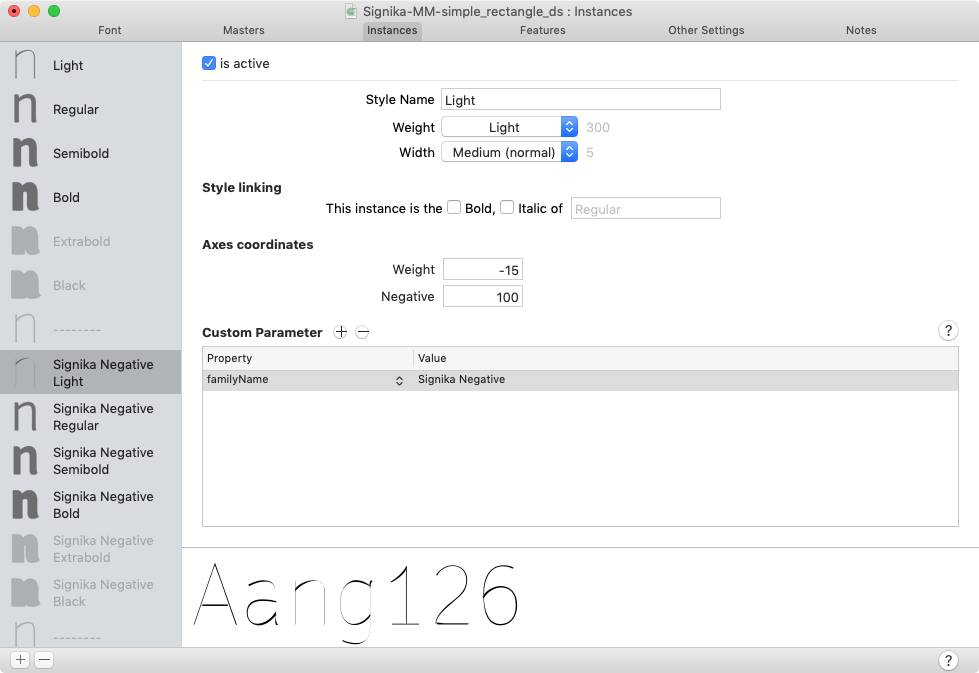 Signika-MM-simple_rectangle_ds : Instances
Font Masters Instances Features Other Settings Notes
Light
Regular
Semibold
Bold
Extrabold
Black
--------
Signika Negative
Light
Signika Negative
Regular
Signika Negative
Semibold
Signika Negative
Bold
Signika Negative
Extrabold
Signika Negative
Black
--------
is active
Style Name Light
Weight Light 300
Width Medium (normal) 5
Style linking
This instance is the Bold, Italic of Regular
Axes coordinates
Weight -15
Negative 100
Custom Parameter ?
Property Value
familyName Signika Negative
Aang126
?